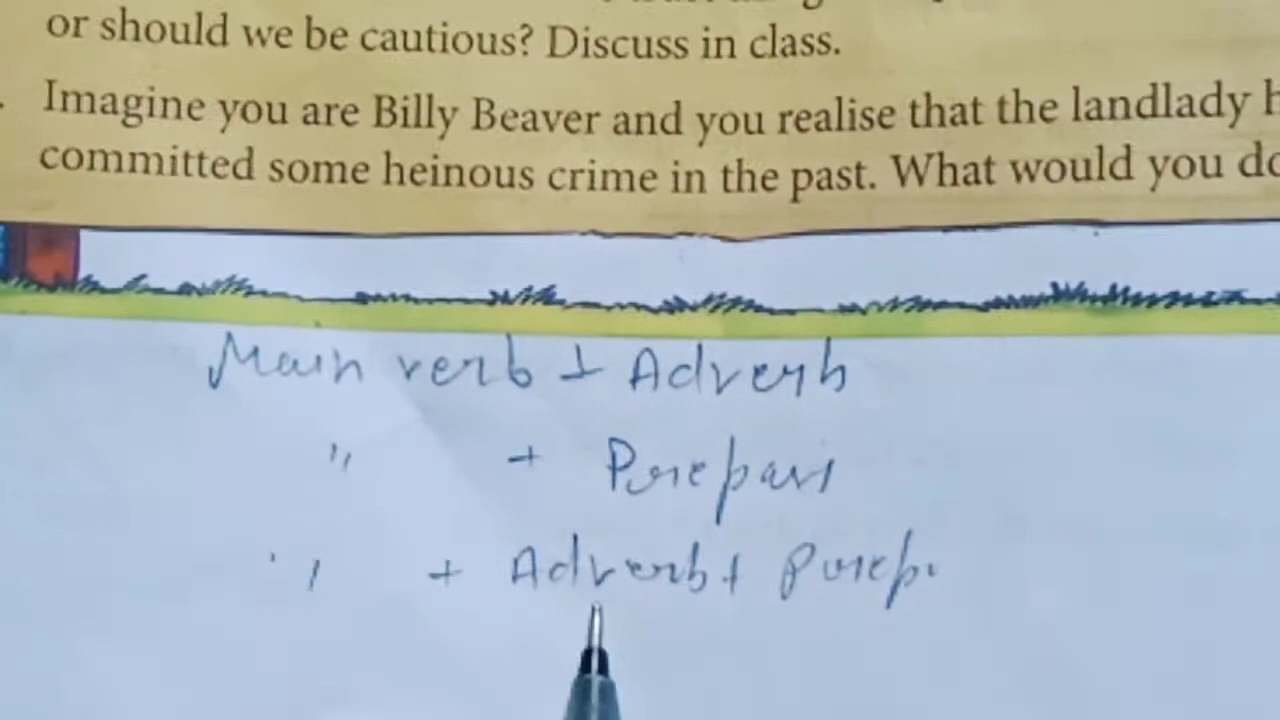 or should we be cautious? Discuss in class.
Imagine you are Billy Beaver and you realise that the landlady h
committed some heinous crime in the past. What would you do
Main verb + Adverb
" +
" + Adverb + Prep.